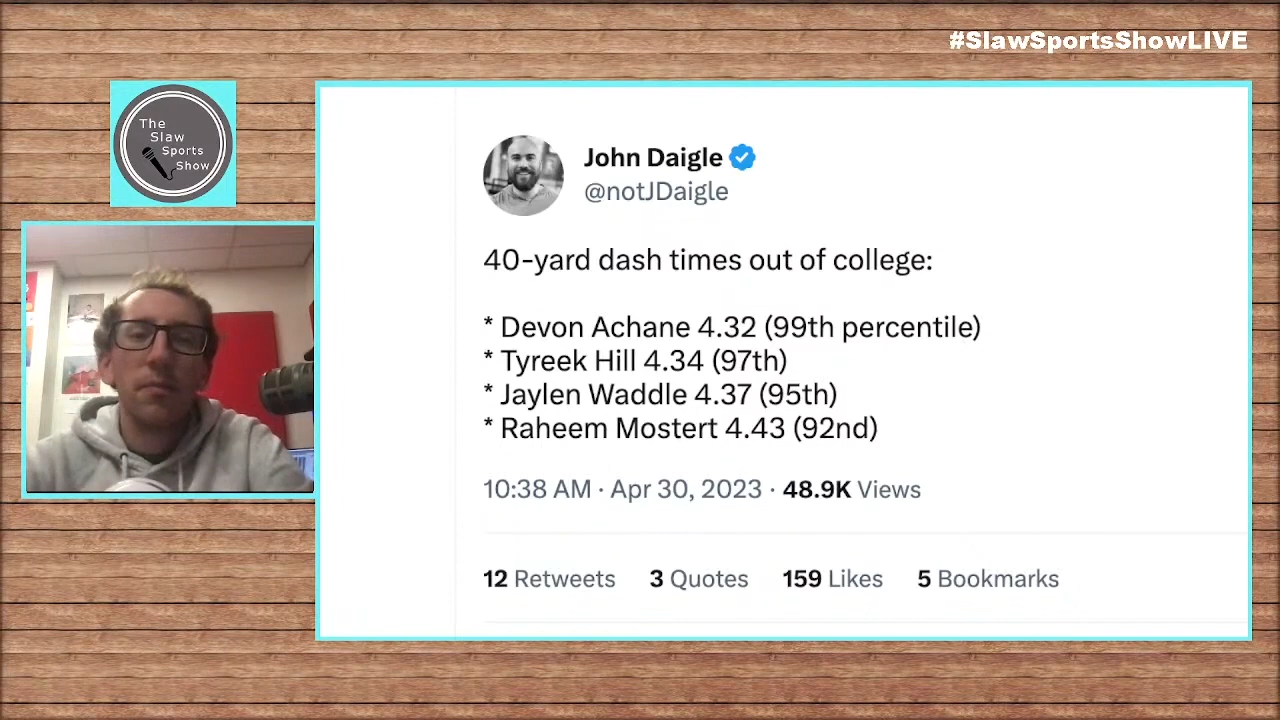 #SlawSportsShowLIVE
The
Slaw
Sports
Show
John Daigle
@notJDaigle
40-yard dash times out of college:
* Devon Achane 4.32 (99th percentile)
* Tyreek Hill 4.34 (97th)
* Jaylen Waddle 4.37 (95th)
* Raheem Mostert 4.43 (92nd)
10:38 AM · Apr 30, 2023 · 48.9K Views
12 Retweets 3 Quotes 159 Likes 5 Bookmarks